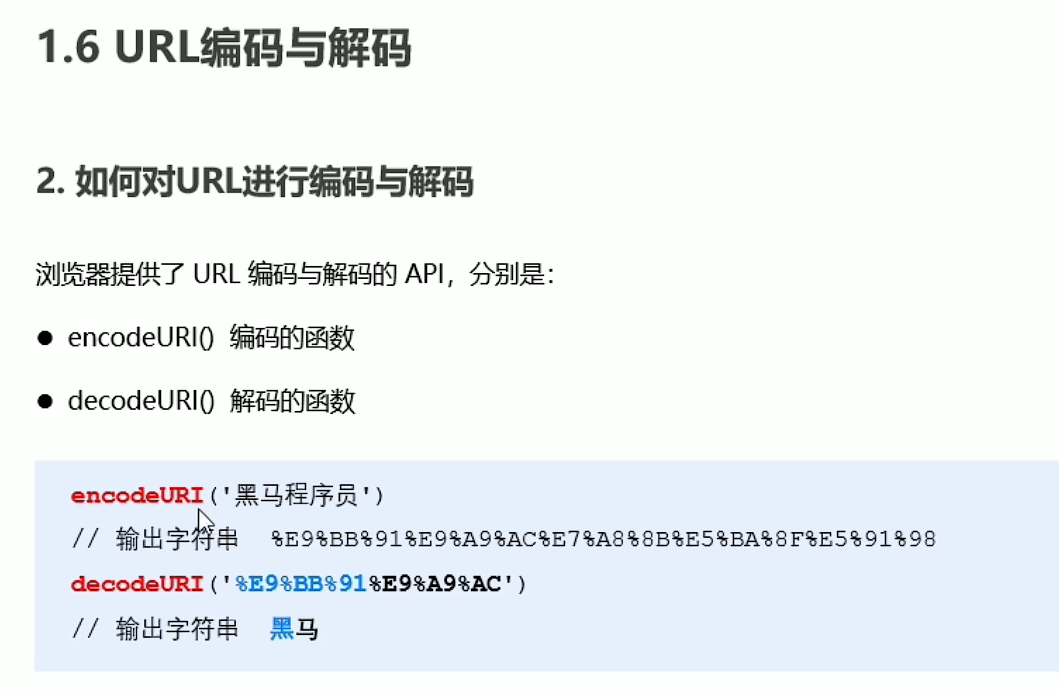 1.6 URL编码与解码
2. 如何对URL进行编码与解码
浏览器提供了 URL 编码与解码的 API，分别是：
● encodeURI() 编码的函数
● decodeURI() 解码的函数
encodeURI('黑马程序员')
// 输出字符串 %E9%BB%91%E9%A9%AC%E7%A8%8B%E5%BA%8F%E5%91%98
decodeURI('%E9%BB%91%E9%A9%AC')
// 输出字符串 黑马